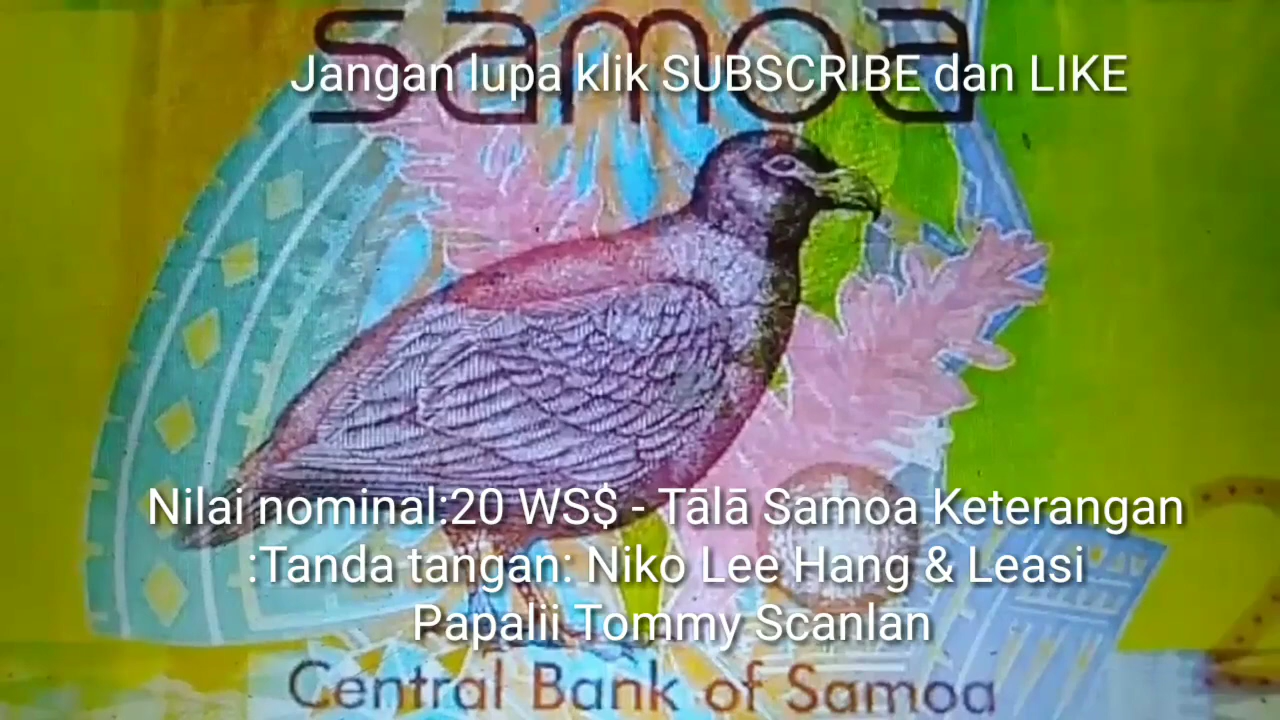 samoa
Jangan lupa klik SUBSCRIBE dan LIKE
Nilai nominal:20 WS$ - Tālā Samoa Keterangan
:Tanda tangan: Niko Lee Hang & Leasi
Papalii Tommy Scanlan
2
Central Bank of Samoa